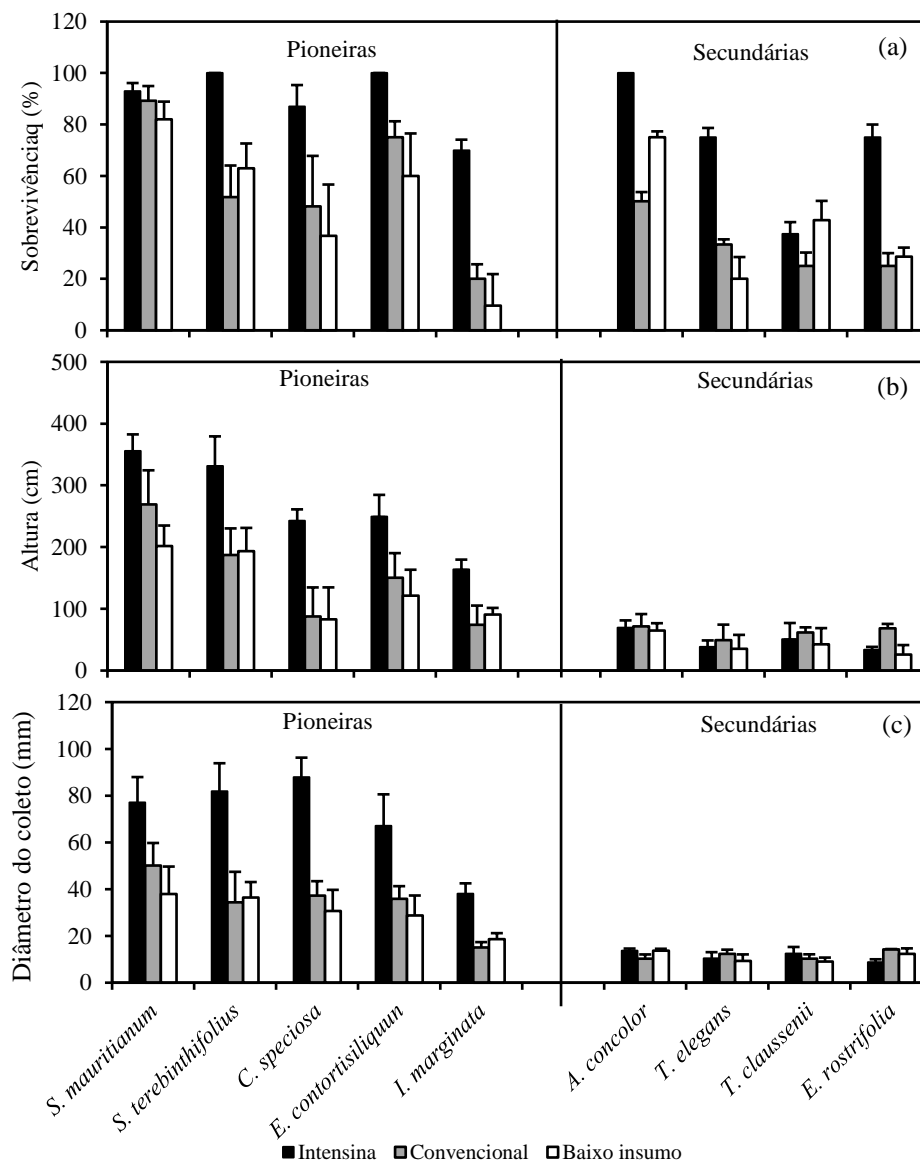 120
100
80
60
40
20
0
Sobrevivênciaq (%)
Pioneiras
Secundárias
(a)
500
400
300
200
100
0
Altura (cm)
Pioneiras
Secundárias
(b)
120
100
80
60
40
20
0
Diâmetro do coleto (mm)
Pioneiras
Secundárias
(c)
S. mauritianum
S. terebinthifolius
C. speciosa
E. contortisiliquun
I. marginata
A. concolor
T. elegans
T. claussenii
E. rostrifolia
Intensina Convencional Baixo insumo